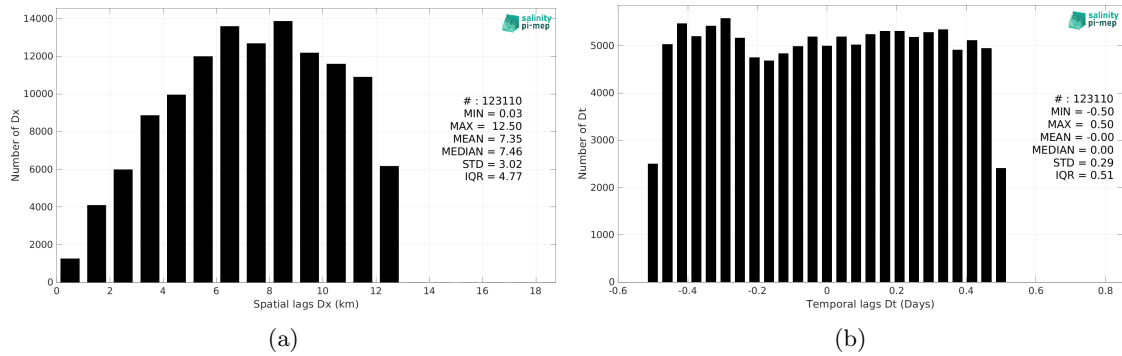 14000
12000
10000
8000
6000
4000
2000
0
Number of Dx
salinity
pi-mep
# : 123110
MIN = 0.03
MAX = 12.50
MEAN = 7.35
MEDIAN = 7.46
STD = 3.02
IQR = 4.77
0 2 4 6 8 10 12 14 16 18
Spatial lags Dx (km)
(a)
5000
4000
3000
2000
1000
0
Number of Dt
salinity
pi-mep
# : 123110
MIN = -0.50
MAX = 0.50
MEAN = -0.00
MEDIAN = 0.00
STD = 0.29
IQR = 0.51
-0.6 -0.4 -0.2 0 0.2 0.4 0.6 0.8
Temporal lags Dt (Days)
(b)